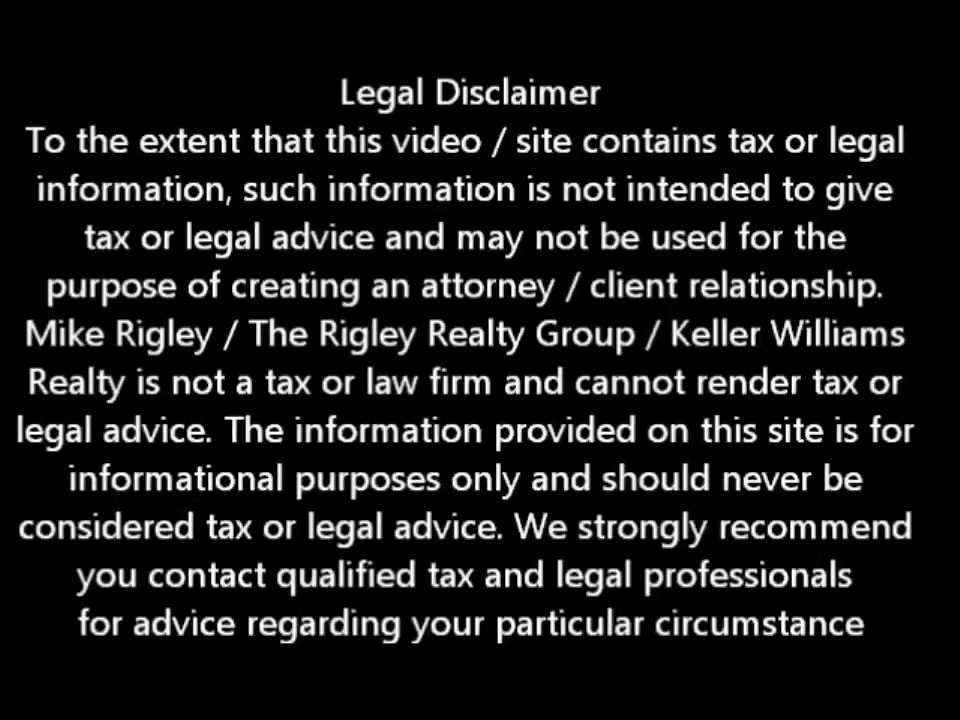 Legal Disclaimer
To the extent that this video / site contains tax or legal
information, such information is not intended to give
tax or legal advice and may not be used for the
purpose of creating an attorney / client relationship.
Mike Rigley / The Rigley Realty Group / Keller Williams
Realty is not a tax or law firm and cannot render tax or
legal advice. The information provided on this site is for
informational purposes only and should never be
considered tax or legal advice. We strongly recommend
you contact qualified tax and legal professionals
for advice regarding your particular circumstance